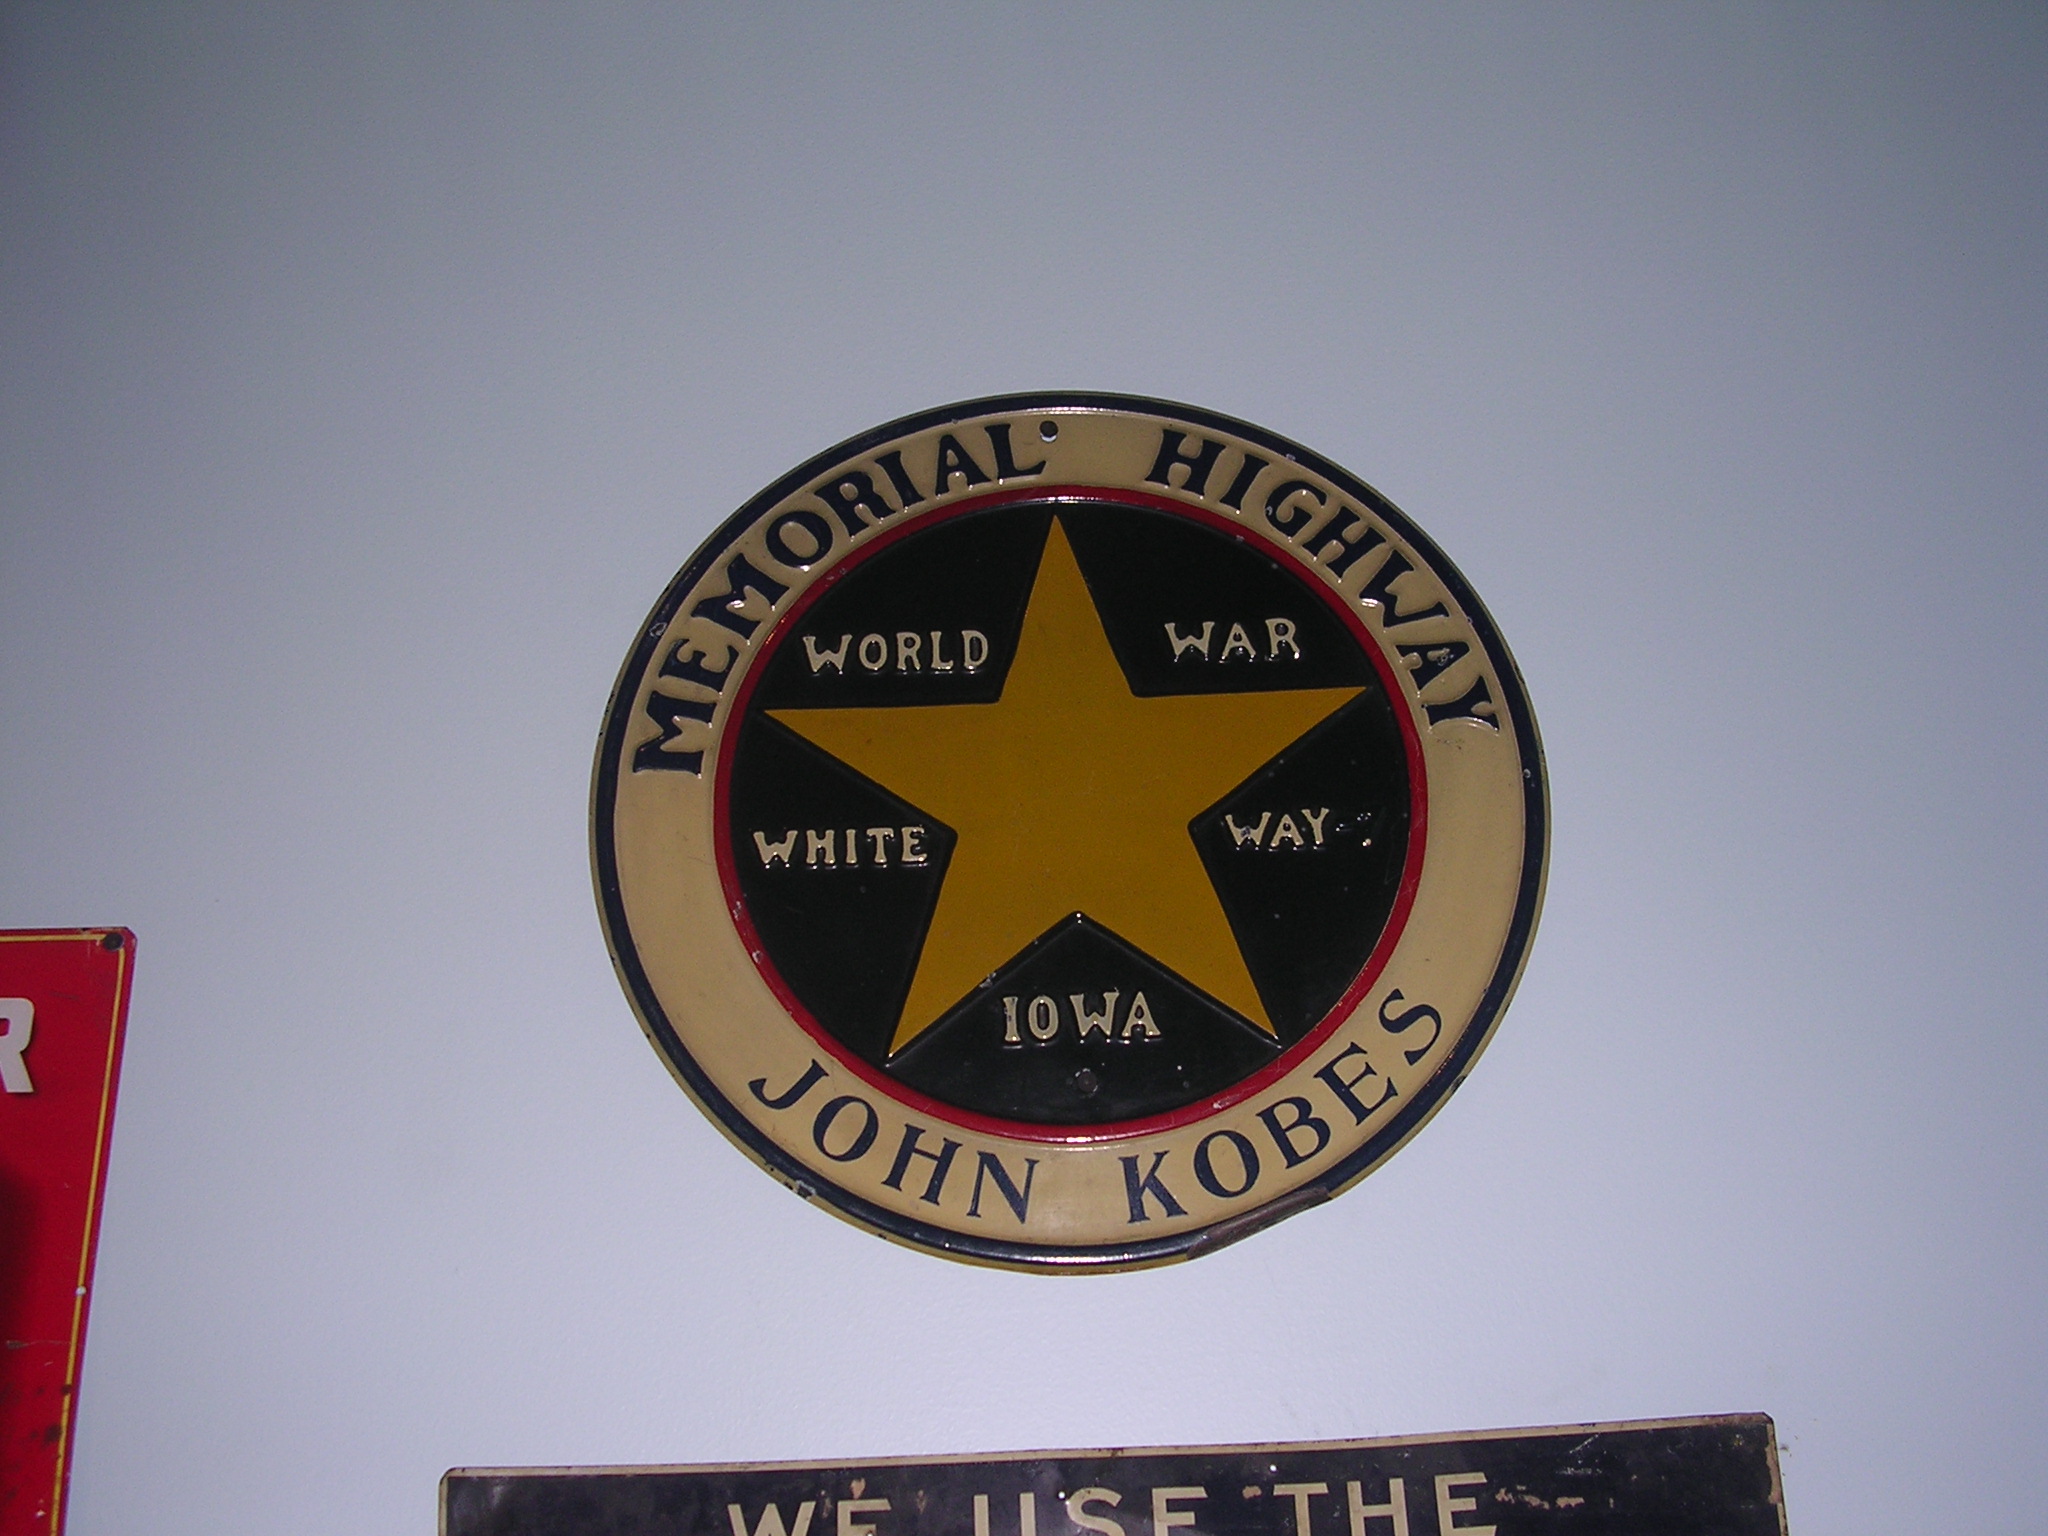 MEMORIAL HIGHWAY
WORLD WAR
WHITE WAY
IOWA
JOHN KOBES
R
WE USE THE